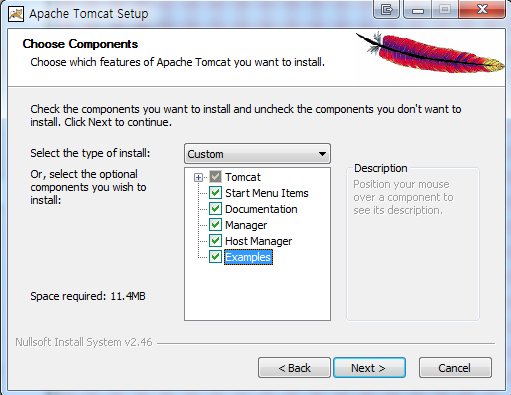 Apache Tomcat Setup
Choose Components
Choose which features of Apache Tomcat you want to install.
Check the components you want to install and uncheck the components you don't want to
install. Click Next to continue.
Select the type of install:
Custom
Or, select the optional
components you wish to
install:
Tomcat
Start Menu Items
Documentation
Manager
Host Manager
Examples
Description
Position your mouse
over a component to
see its description.
Space required: 11.4MB
Nullsoft Install System v2.46
< Back
Next >
Cancel